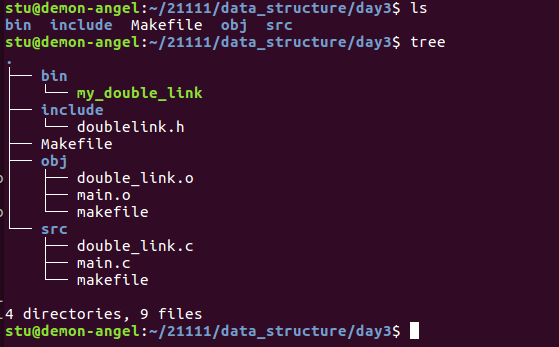 stu@demon-angel:~/21111/data_structure/day3$ ls
bin  include  Makefile  obj  src
stu@demon-angel:~/21111/data_structure/day3$ tree
.
├── bin
│   └── my_double_link
├── include
│   └── doublelink.h
├── Makefile
├── obj
│   ├── double_link.o
│   ├── main.o
│   └── makefile
└── src
    ├── double_link.c
    ├── main.c
    └── makefile

4 directories, 9 files
stu@demon-angel:~/21111/data_structure/day3$